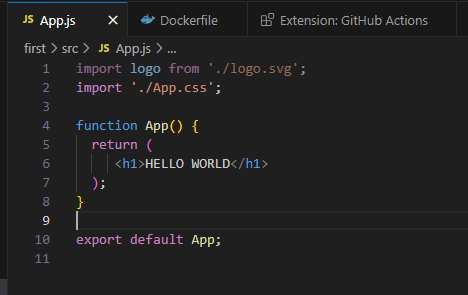 JS App.js ×
Dockerfile
Extension: GitHub Actions
first > src > JS App.js > ...
1 import logo from './logo.svg';
2 import './App.css';
3
4 function App() {
5 return (
6 <h1>HELLO WORLD</h1>
7 );
8 }
9
10 export default App;
11